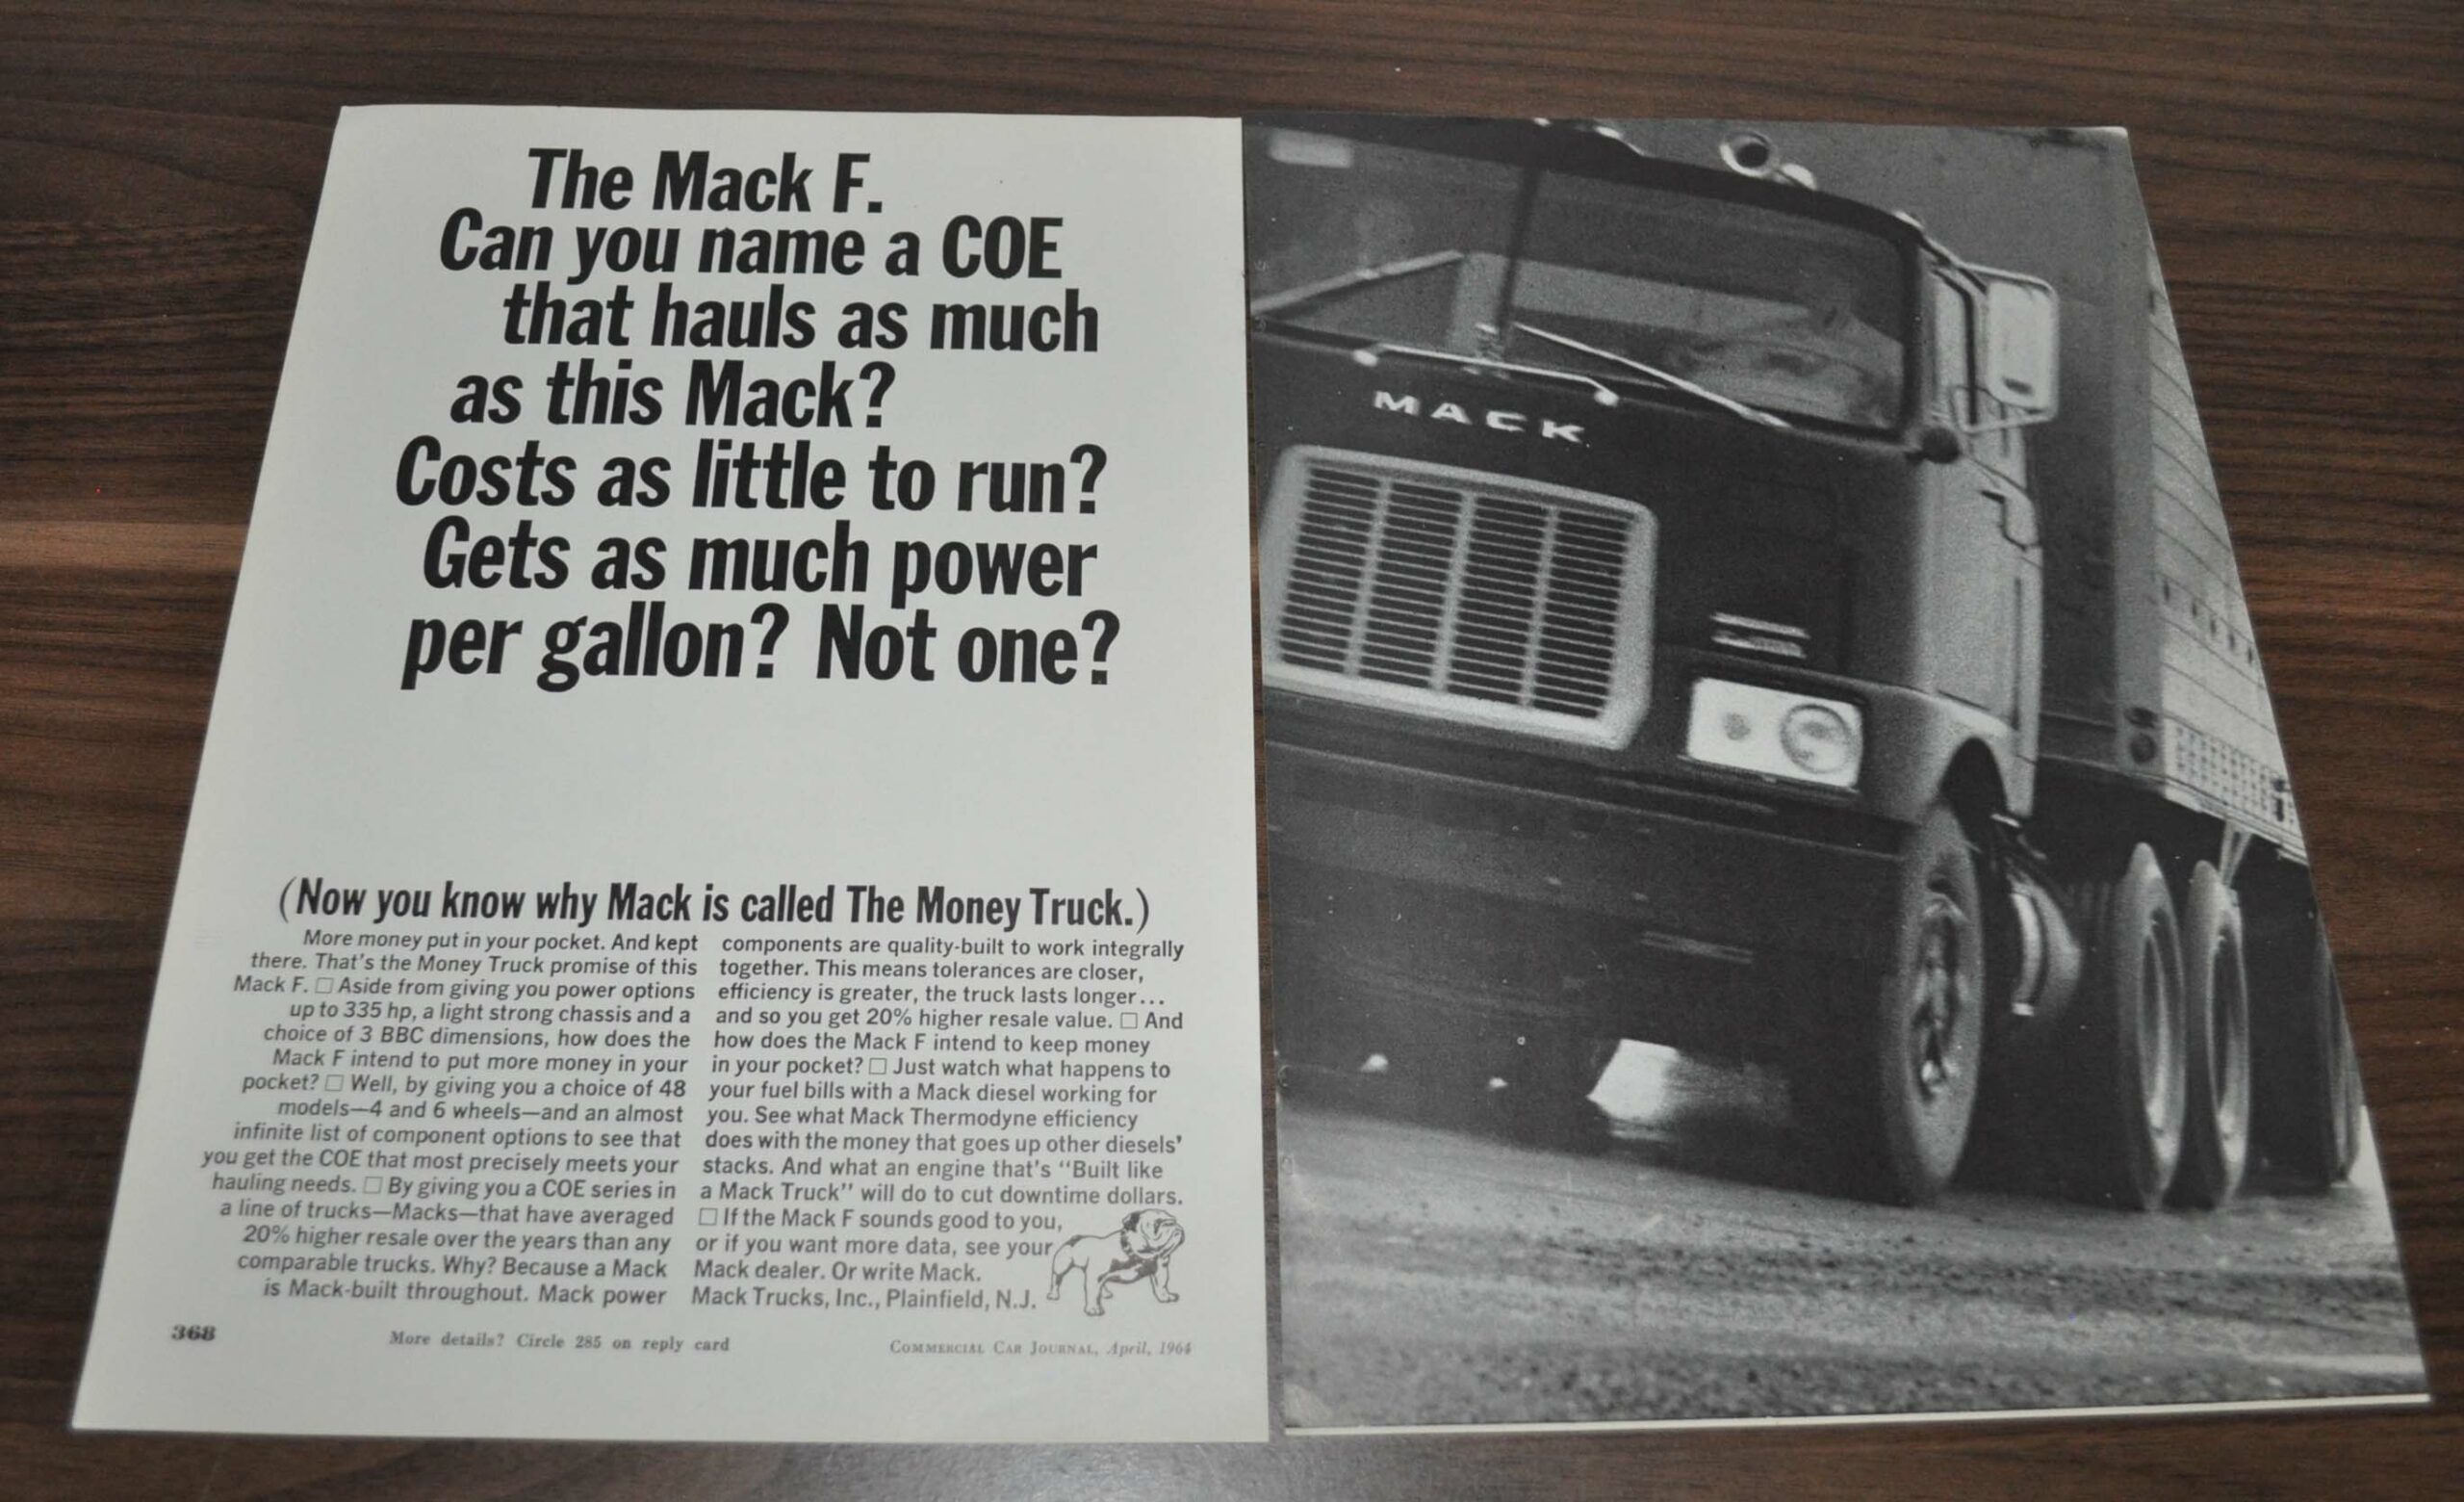 The Mack F.
Can you name a COE
that hauls as much
as this Mack?
Costs as little to run?
Gets as much power
per gallon? Not one?
(Now you know why Mack is called The Money Truck.)
More money put in your pocket. And kept
there. That's the Money Truck promise of this
Mack F. □ Aside from giving you power options
up to 335 hp, a light strong chassis and a
choice of 3 BBC dimensions, how does the
Mack F intend to put more money in your
pocket? □ Well, by giving you a choice of 48
models—4 and 6 wheels—and an almost
infinite list of component options to see that
you get the COE that most precisely meets your
hauling needs. □ By giving you a COE series in
a line of trucks—Macks—that have averaged
20% higher resale over the years than any
comparable trucks. Why? Because a Mack
is Mack-built throughout. Mack power
components are quality-built to work integrally
together. This means tolerances are closer,
efficiency is greater, the truck lasts longer...
and so you get 20% higher resale value. □ And
how does the Mack F intend to keep money
in your pocket? □ Just watch what happens to
your fuel bills with a Mack diesel working for
you. See what Mack Thermodyne efficiency
does with the money that goes up other diesels'
stacks. And what an engine that's "Built like
a Mack Truck" will do to cut downtime dollars.
□ If the Mack F sounds good to you,
or if you want more data, see your
Mack dealer. Or write Mack.
Mack Trucks, Inc., Plainfield, N.J.
368
More details? Circle 285 on reply card
COMMERCIAL CAR JOURNAL, April, 1964
MACK